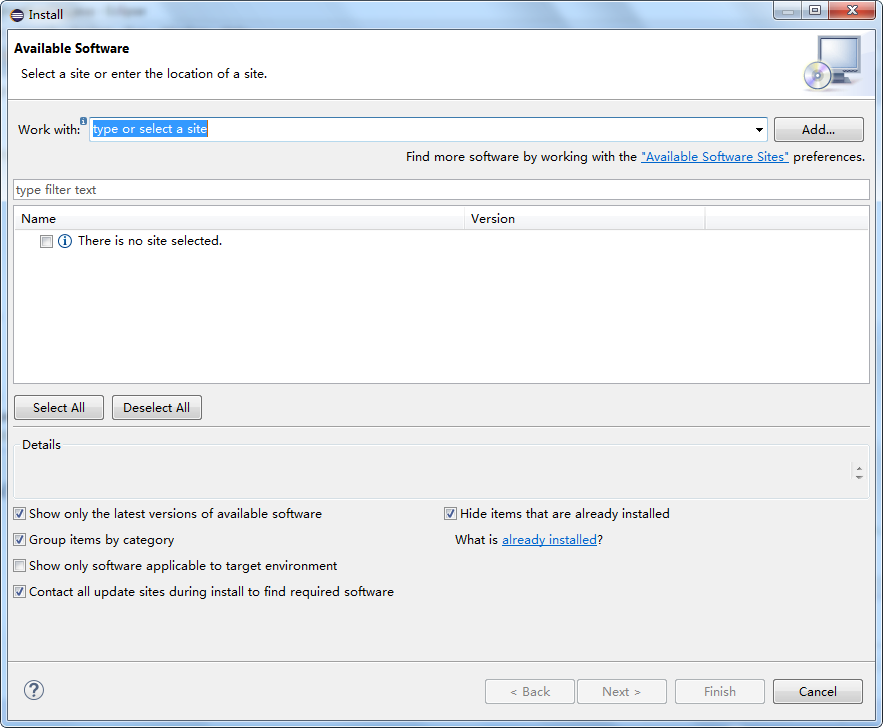 Install
Available Software
Select a site or enter the location of a site.
Work with: type or select a site Add...
Find more software by working with the "Available Software Sites" preferences.
type filter text
Name Version
There is no site selected.
Select All Deselect All
Details
Show only the latest versions of available software Hide items that are already installed
Group items by category What is already installed?
Show only software applicable to target environment
Contact all update sites during install to find required software
? < Back Next > Finish Cancel